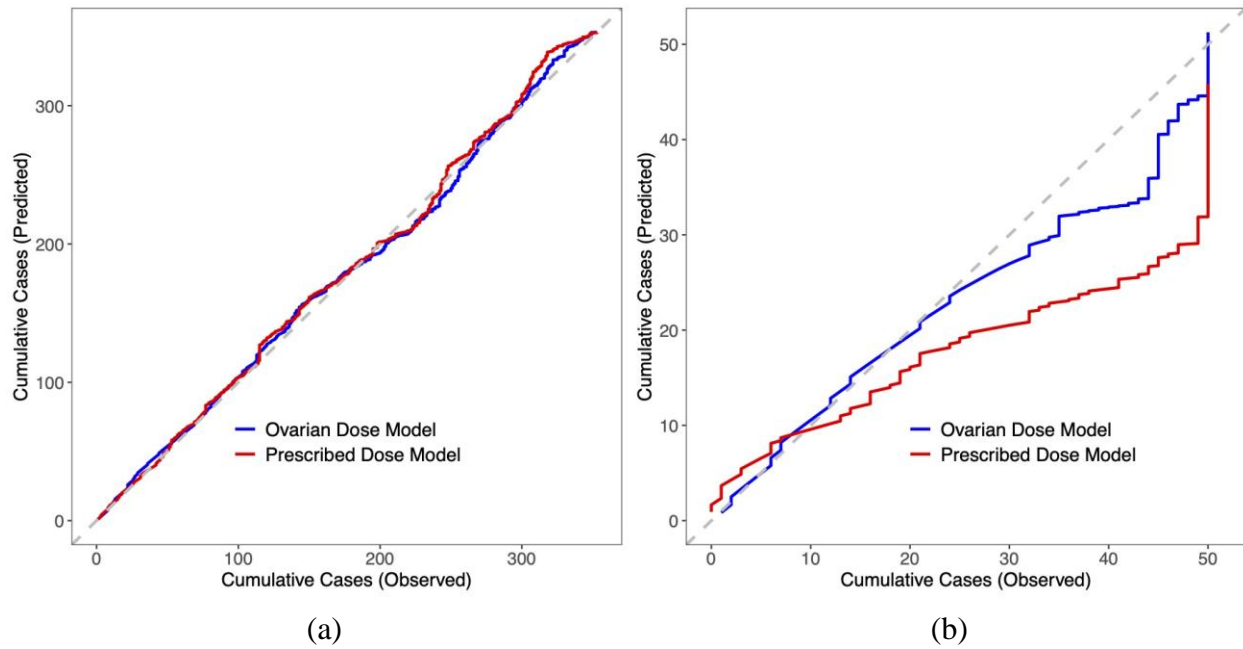 Cumulative Cases (Predicted)
300
200
100
0
Ovarian Dose Model
Prescribed Dose Model
0 100 200 300
Cumulative Cases (Observed)
(a)
Cumulative Cases (Predicted)
50
40
30
20
10
0
Ovarian Dose Model
Prescribed Dose Model
0 10 20 30 40 50
Cumulative Cases (Observed)
(b)